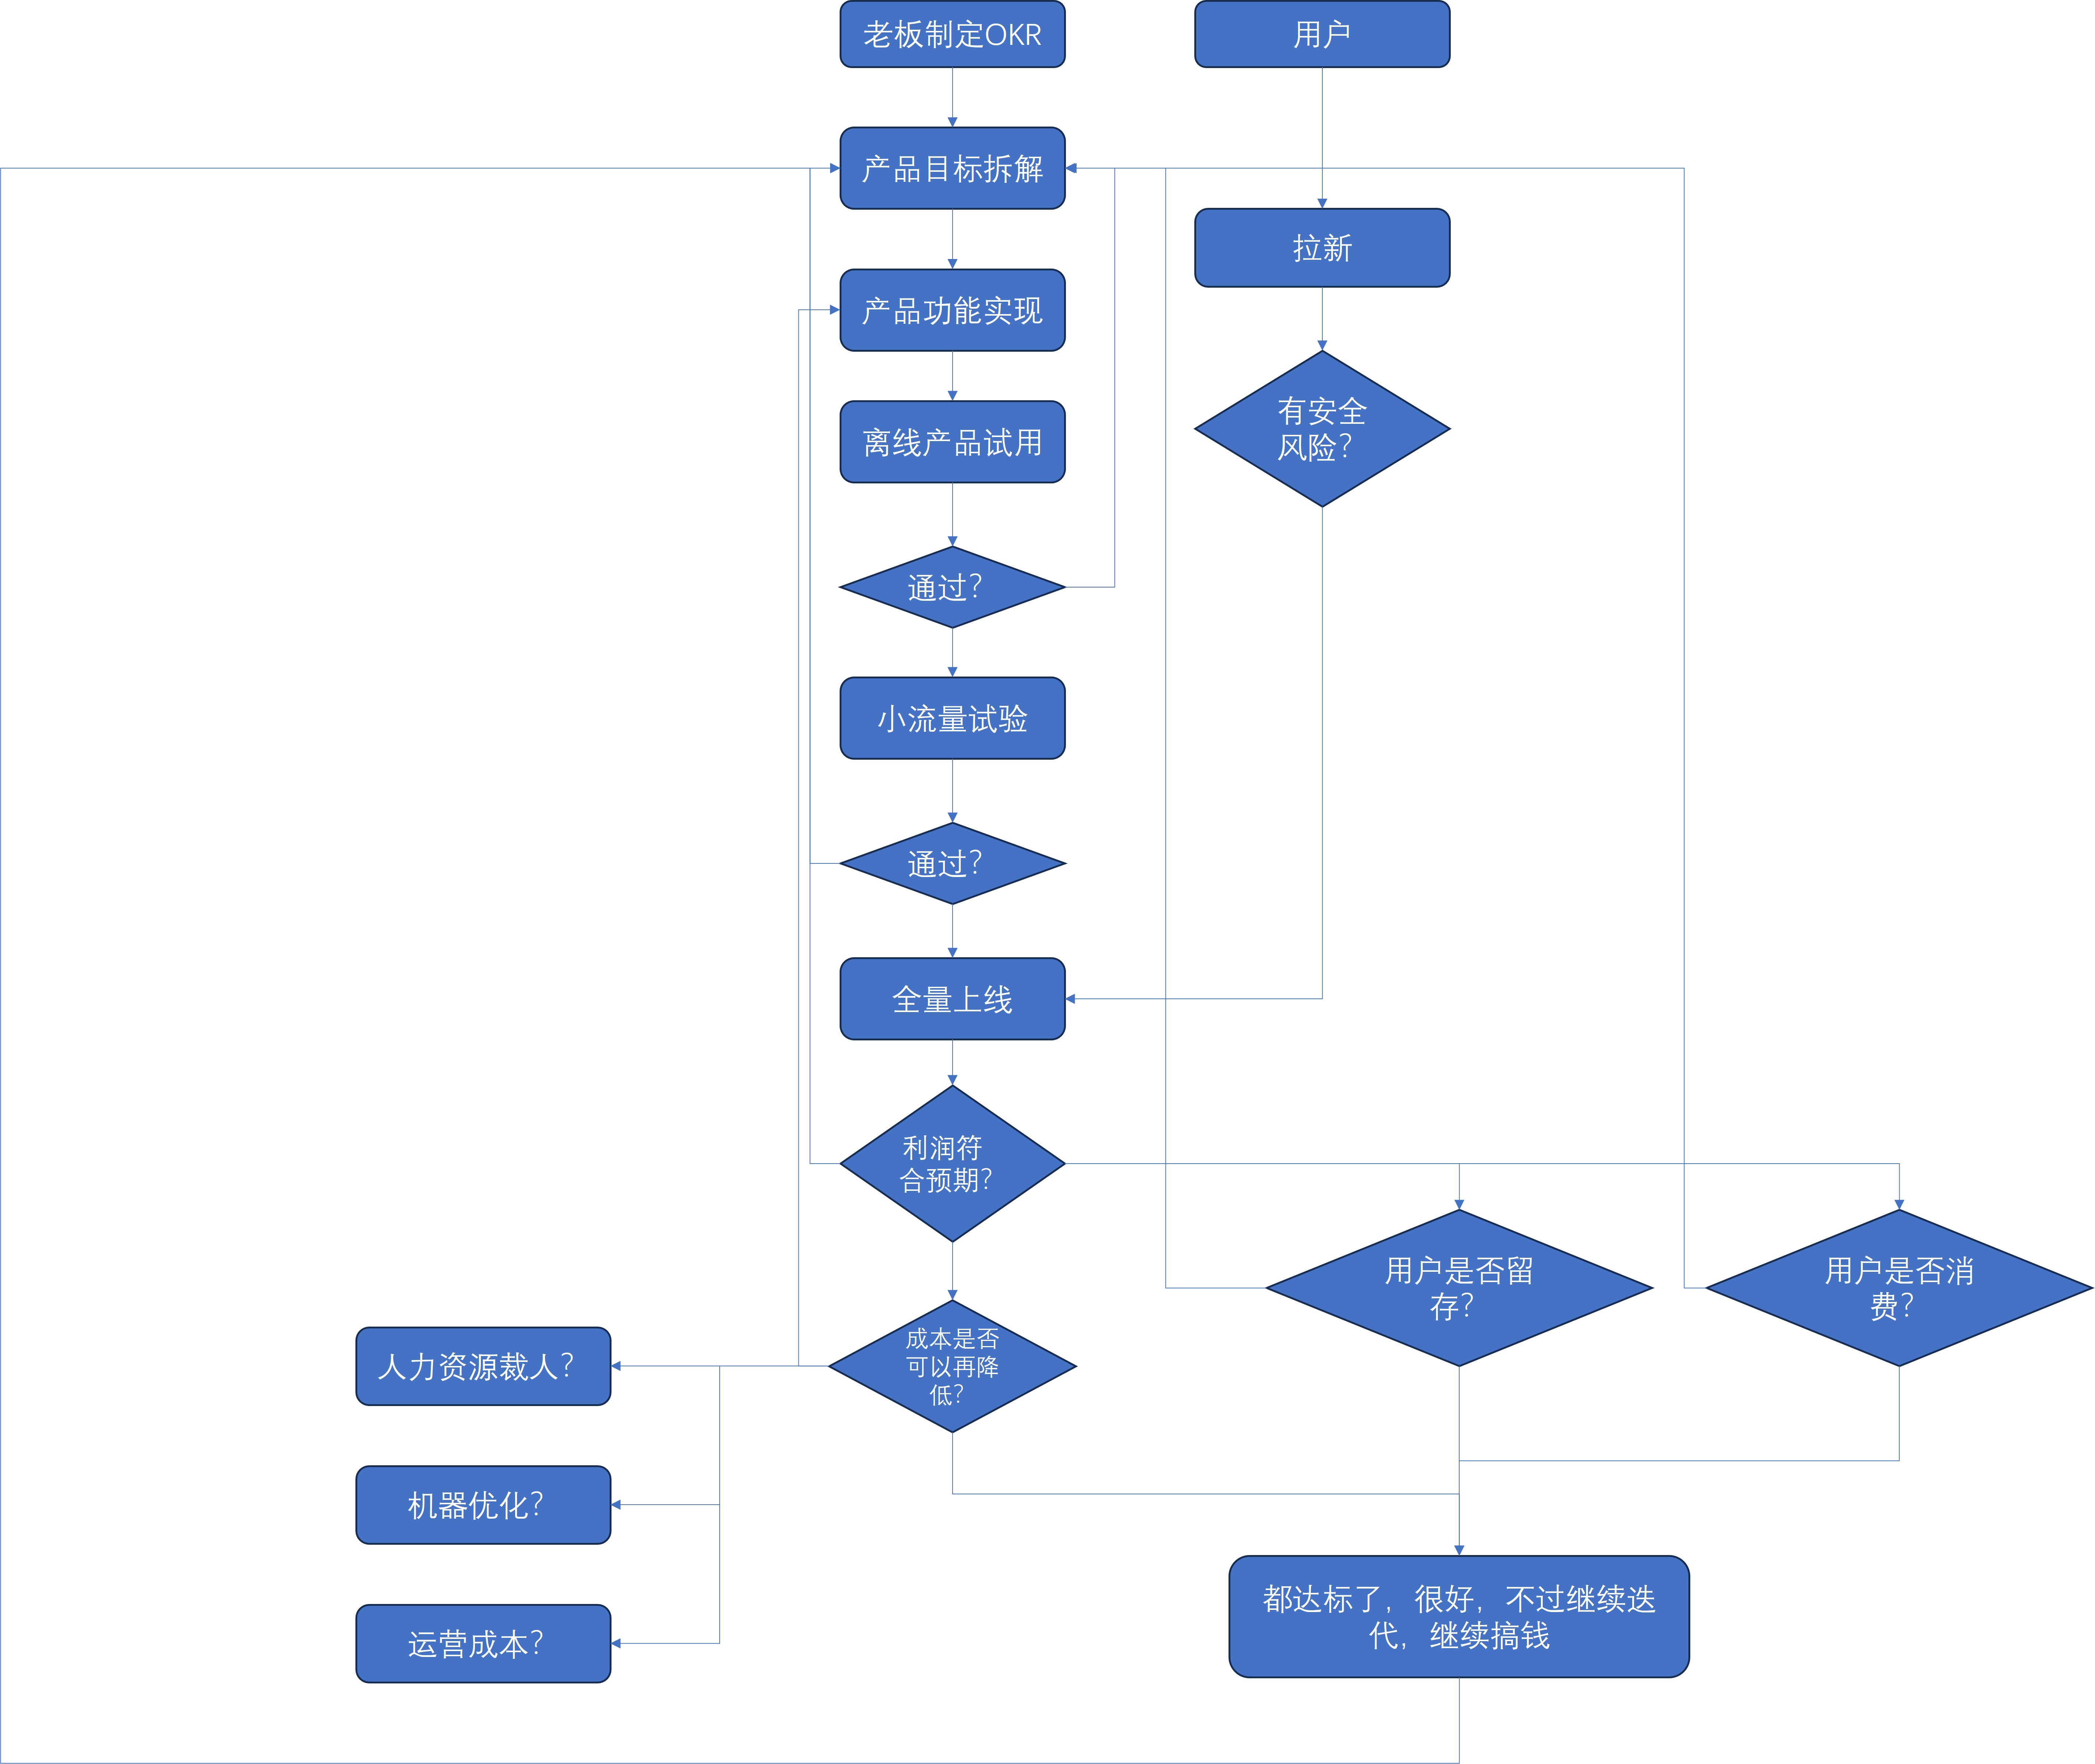 老板制定OKR
用户
产品目标拆解
拉新
产品功能实现
有安全
风险？
离线产品试用
通过？
小流量试验
通过？
全量上线
利润符
合预期？
用户是否留
存？
用户是否消
费？
成本是否
可以再降
低？
人力资源裁人？
机器优化？
运营成本？
都达标了，很好，不过继续迭
代，继续搞钱